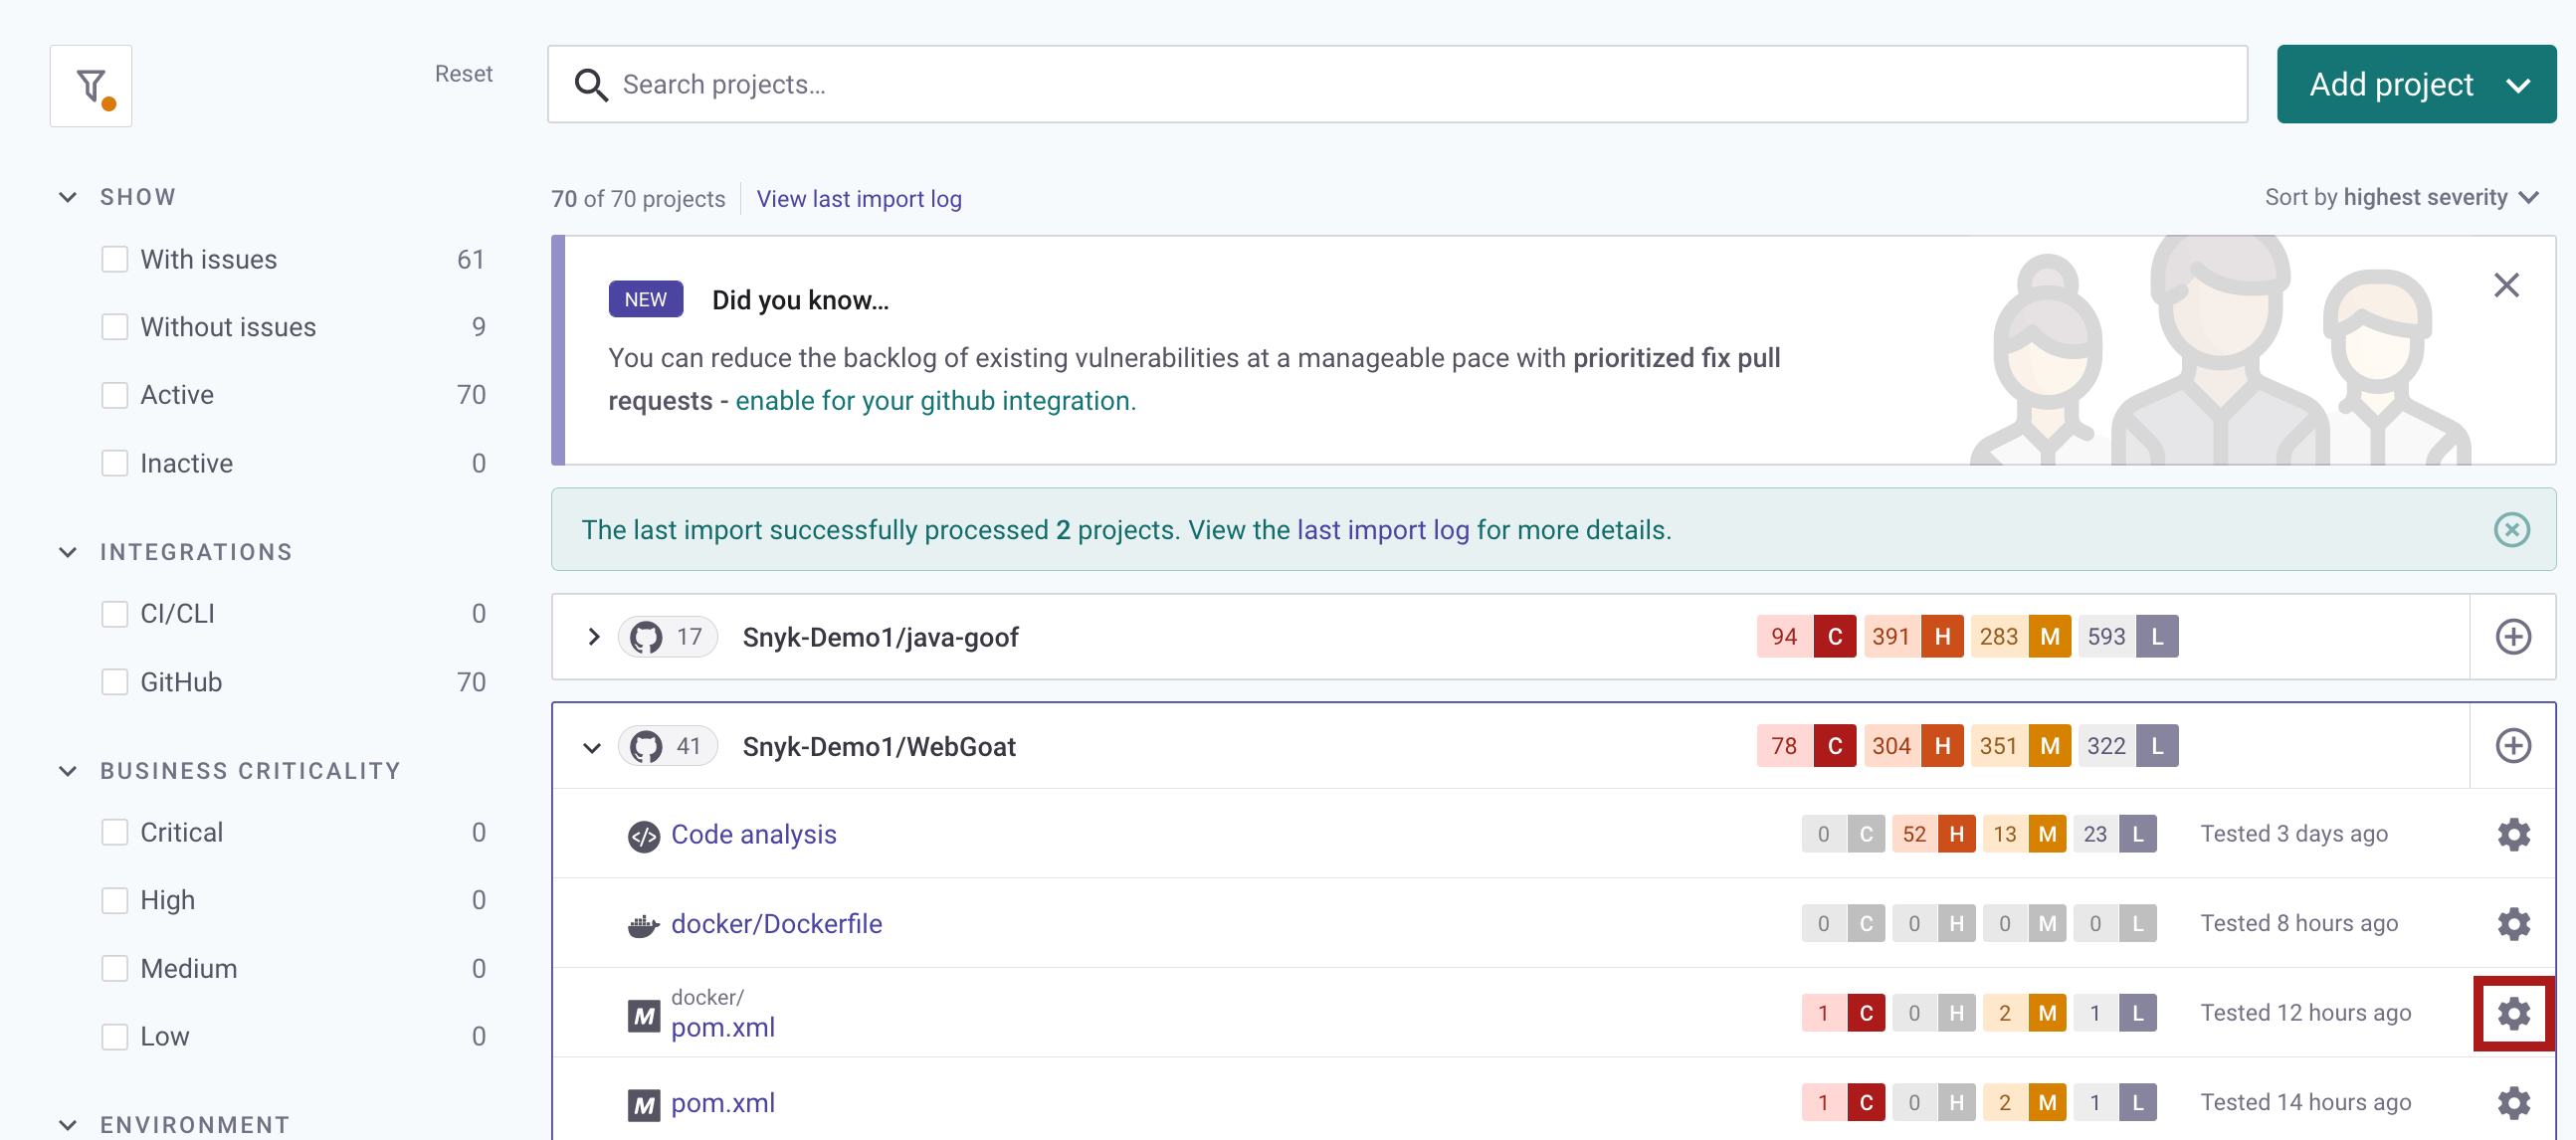 Reset
Search projects...
Add project
SHOW
With issues 61
Without issues 9
Active 70
Inactive 0
INTEGRATIONS
CI/CLI 0
GitHub 70
BUSINESS CRITICALITY
Critical 0
High 0
Medium 0
Low 0
ENVIRONMENT
70 of 70 projects View last import log
Sort by highest severity
NEW Did you know...
You can reduce the backlog of existing vulnerabilities at a manageable pace with prioritized fix pull
requests - enable for your github integration.
The last import successfully processed 2 projects. View the last import log for more details.
17 Snyk-Demo1/java-goof 94 C 391 H 283 M 593 L
41 Snyk-Demo1/WebGoat 78 C 304 H 351 M 322 L
Code analysis 0 C 52 H 13 M 23 L Tested 3 days ago
docker/Dockerfile 0 C 0 H 0 M 0 L Tested 8 hours ago
docker/
M pom.xml 1 C 0 H 2 M 1 L Tested 12 hours ago
M pom.xml 1 C 0 H 2 M 1 L Tested 14 hours ago